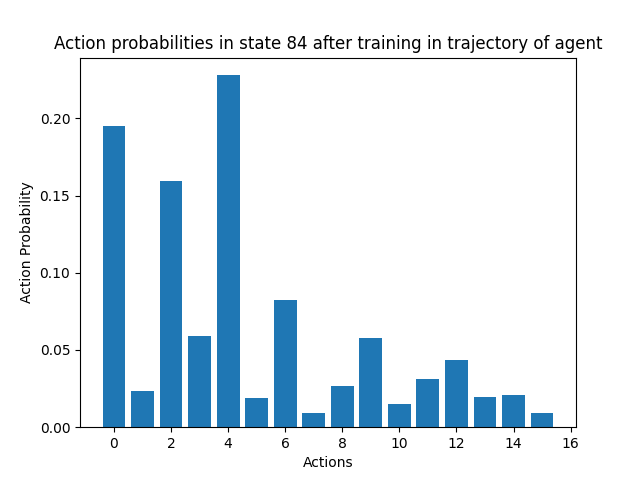 Action probabilities in state 84 after training in trajectory of agent
0.20
0.15
0.10
0.05
0.00
Action Probability
0 2 4 6 8 10 12 14 16
Actions